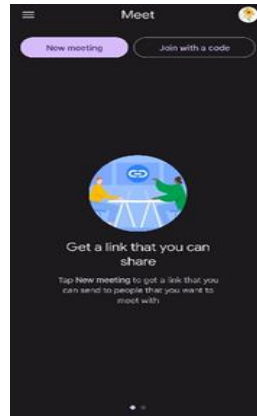 Meet
New meeting
Join with a code
Get a link that you can
share
Tap New meeting to get a link that you
can send to people that you want to
meet with